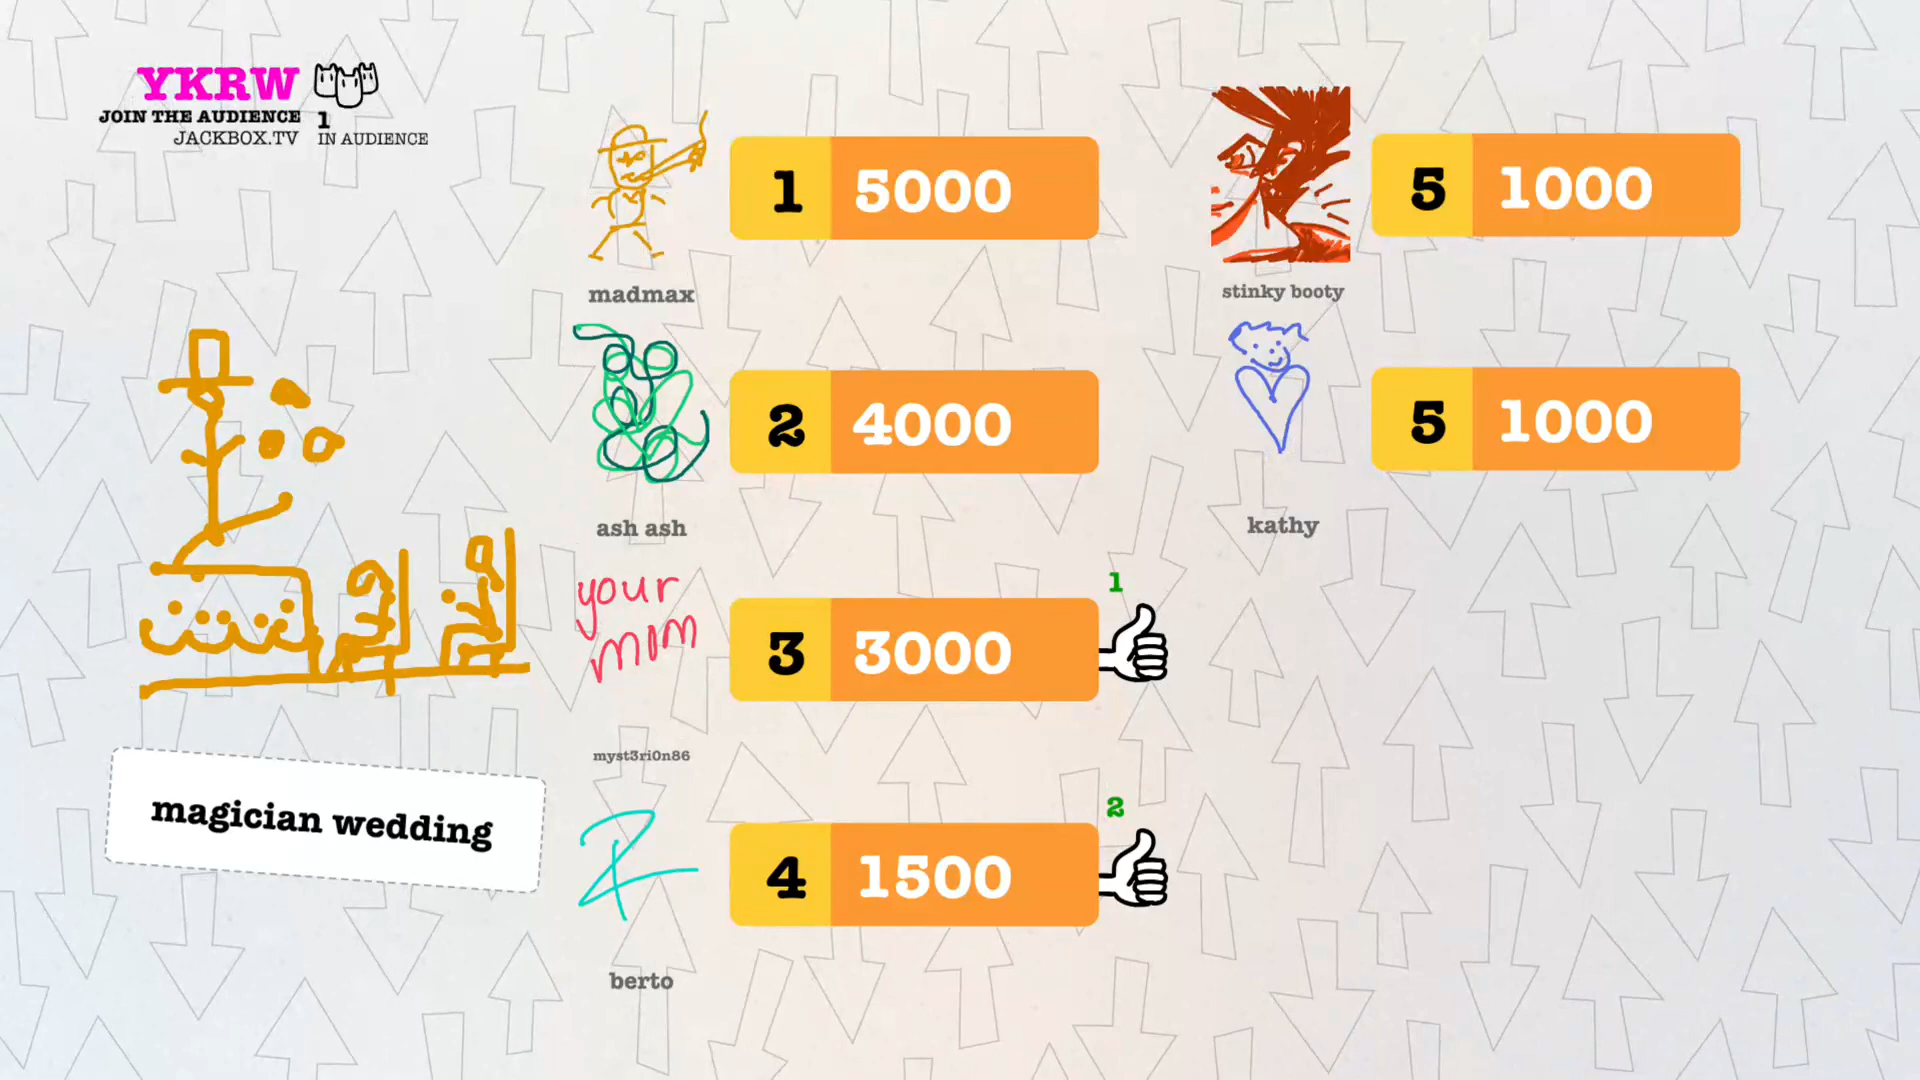 YKRW
JOIN THE AUDIENCE
JACKBOX.TV
1
IN AUDIENCE
magician wedding
1 5000
madmax
2 4000
ash ash
your
mom
3 3000
1
myst3ri0n86
4 1500
2
berto
5 1000
stinky booty
5 1000
kathy